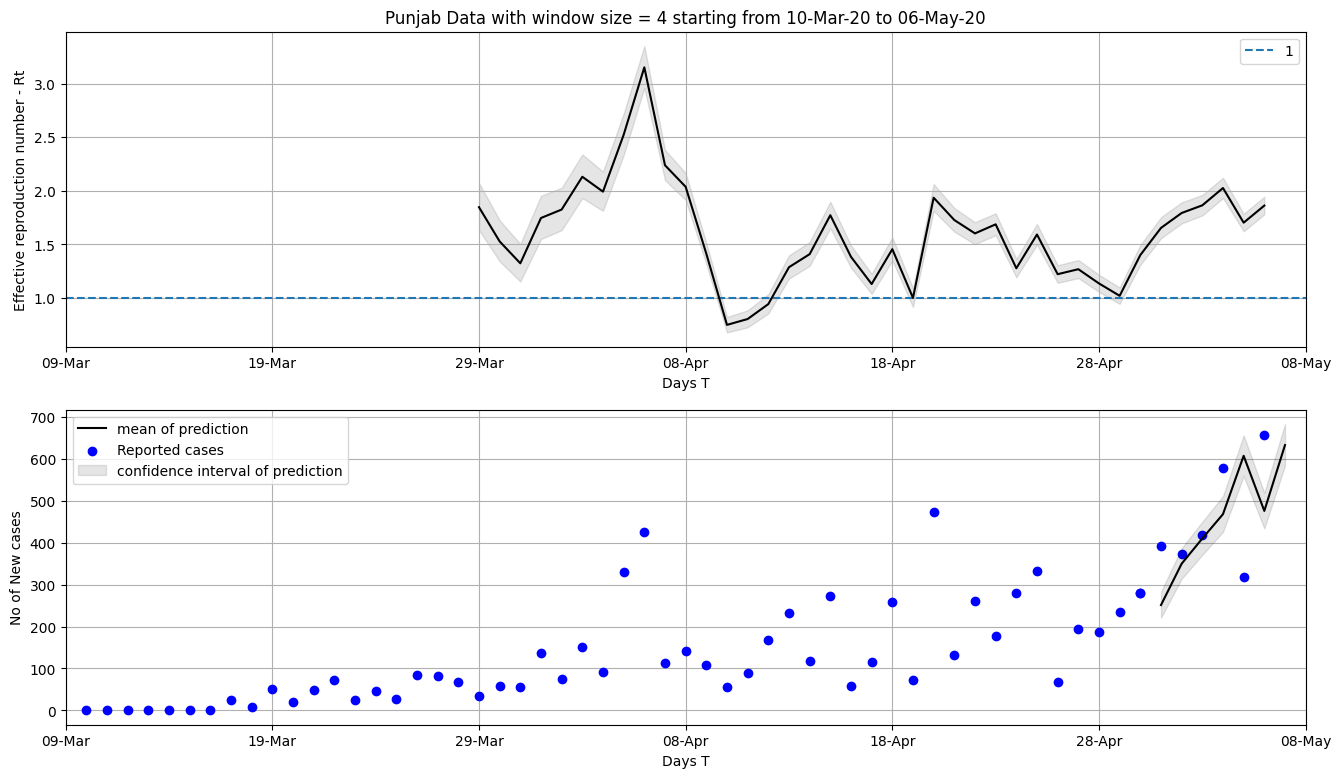 Punjab Data with window size = 4 starting from 10-Mar-20 to 06-May-20
Effective reproduction number - Rt
3.0
2.5
2.0
1.5
1.0
1
09-Mar 19-Mar 29-Mar 08-Apr 18-Apr 28-Apr 08-May
Days T
No of New cases
700
600
500
400
300
200
100
0
mean of prediction
Reported cases
confidence interval of prediction
09-Mar 19-Mar 29-Mar 08-Apr 18-Apr 28-Apr 08-May
Days T